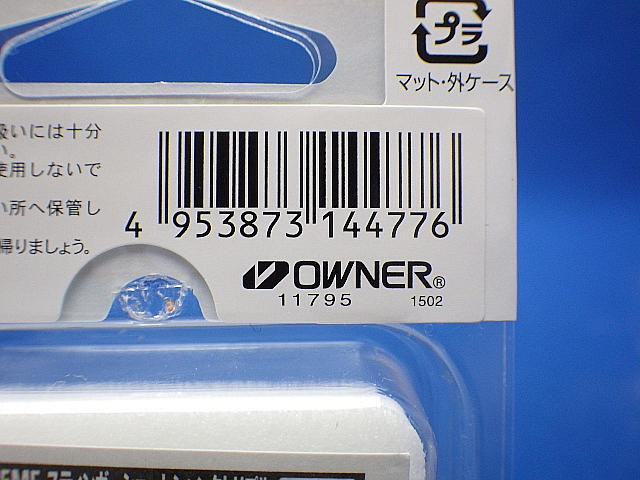 プラ
マット・外ケース
扱いには十分
い。
使用しないで
い所へ保管し
帰りましょう。
4 953873 144776
OWNER®
11795 1502